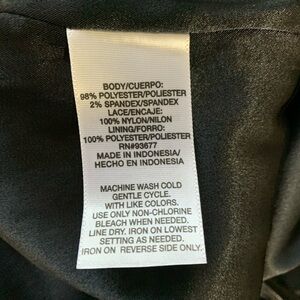 BODY/CUERPO:
98% POLYESTER/POLIESTER
2% SPANDEX/SPANDEX
LACE/ENCAJE:
100% NYLON/NILON
LINING/FORRO:
100% POLYESTER/POLIESTER
RN#93677
MADE IN INDONESIA/
HECHO EN INDONESIA
MACHINE WASH COLD
GENTLE CYCLE.
WITH LIKE COLORS.
USE ONLY NON-CHLORINE
BLEACH WHEN NEEDED.
LINE DRY. IRON ON LOWEST
SETTING AS NEEDED.
IRON ON REVERSE SIDE ONLY.